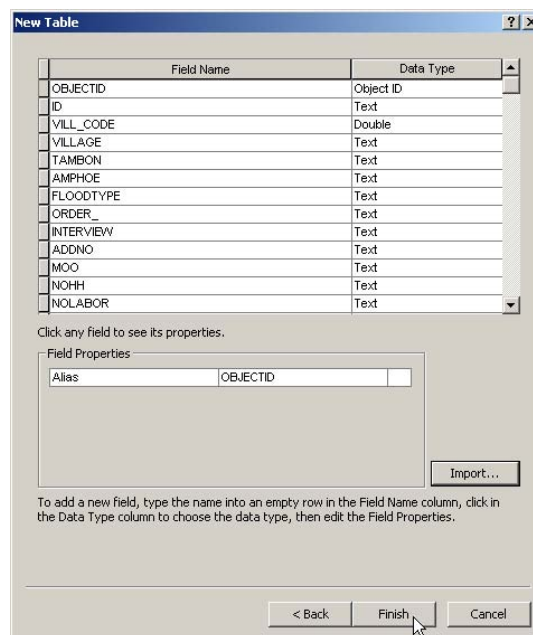 New Table
Field Name Data Type
OBJECTID Object ID
ID Text
VILL_CODE Double
VILLAGE Text
TAMBON Text
AMPHOE Text
FLOODTYPE Text
ORDER_ Text
INTERVIEW Text
ADDNO Text
MOO Text
NOHH Text
NOLABOR Text
Click any field to see its properties.
Field Properties
Alias OBJECTID
Import...
To add a new field, type the name into an empty row in the Field Name column, click in
the Data Type column to choose the data type, then edit the Field Properties.
< Back Finish Cancel